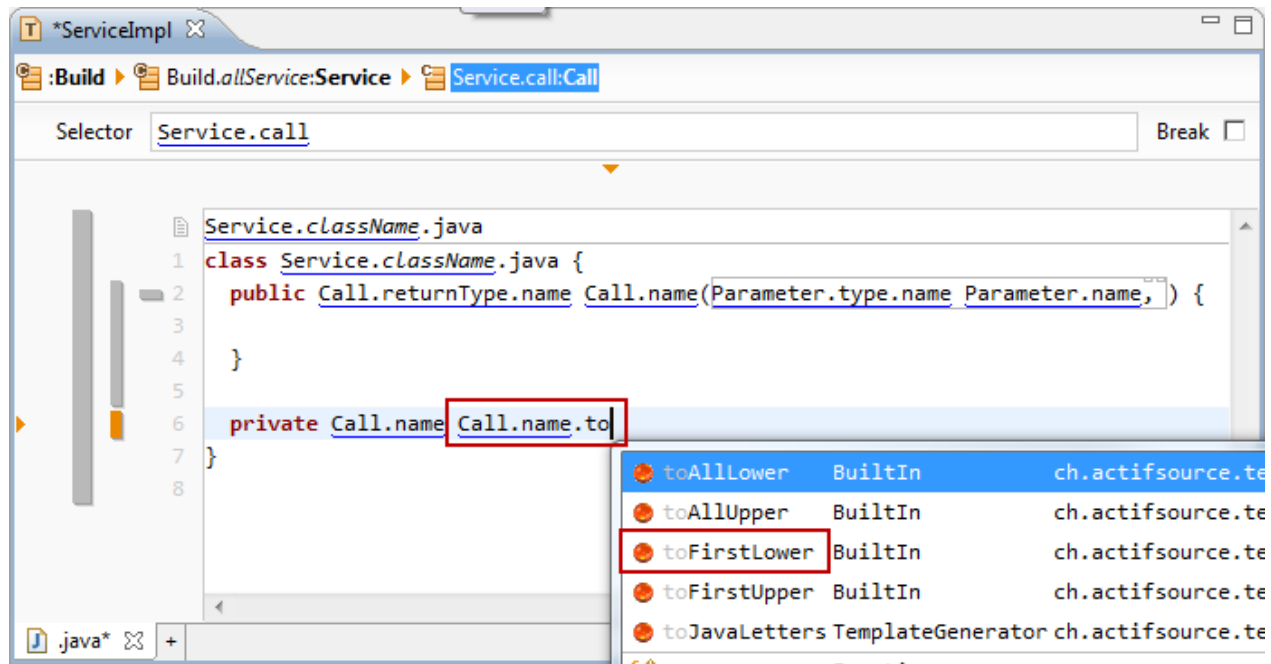 *ServiceImpl
:Build Build.allService:Service Service.call:Call
Selector Service.call Break
Service.className.java
1 class Service.className.java {
2 public Call.returnType.name Call.name(Parameter.type.name Parameter.name, ) {
3
4 }
5
6 private Call.name Call.name.to
7 }
8
toAllLower BuiltIn ch.actifsource.te
toAllUpper BuiltIn ch.actifsource.te
toFirstLower BuiltIn ch.actifsource.te
toFirstUpper BuiltIn ch.actifsource.te
toJavaLetters TemplateGenerator ch.actifsource.te
.java* +